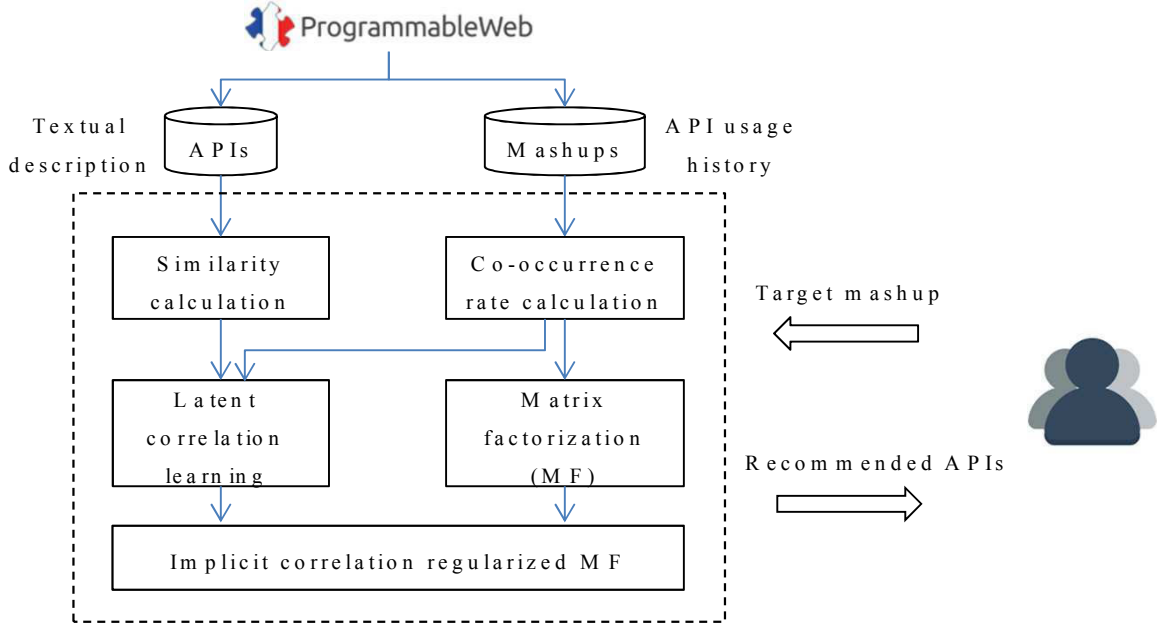 ProgrammableWeb
Textual
description
APIs
Mashups
API usage
history
Similarity
calculation
Co-occurrence
rate calculation
Target mashup
Latent
correlation
learning
Matrix
factorization
(MF)
Recommended APIs
Implicit correlation regularized MF